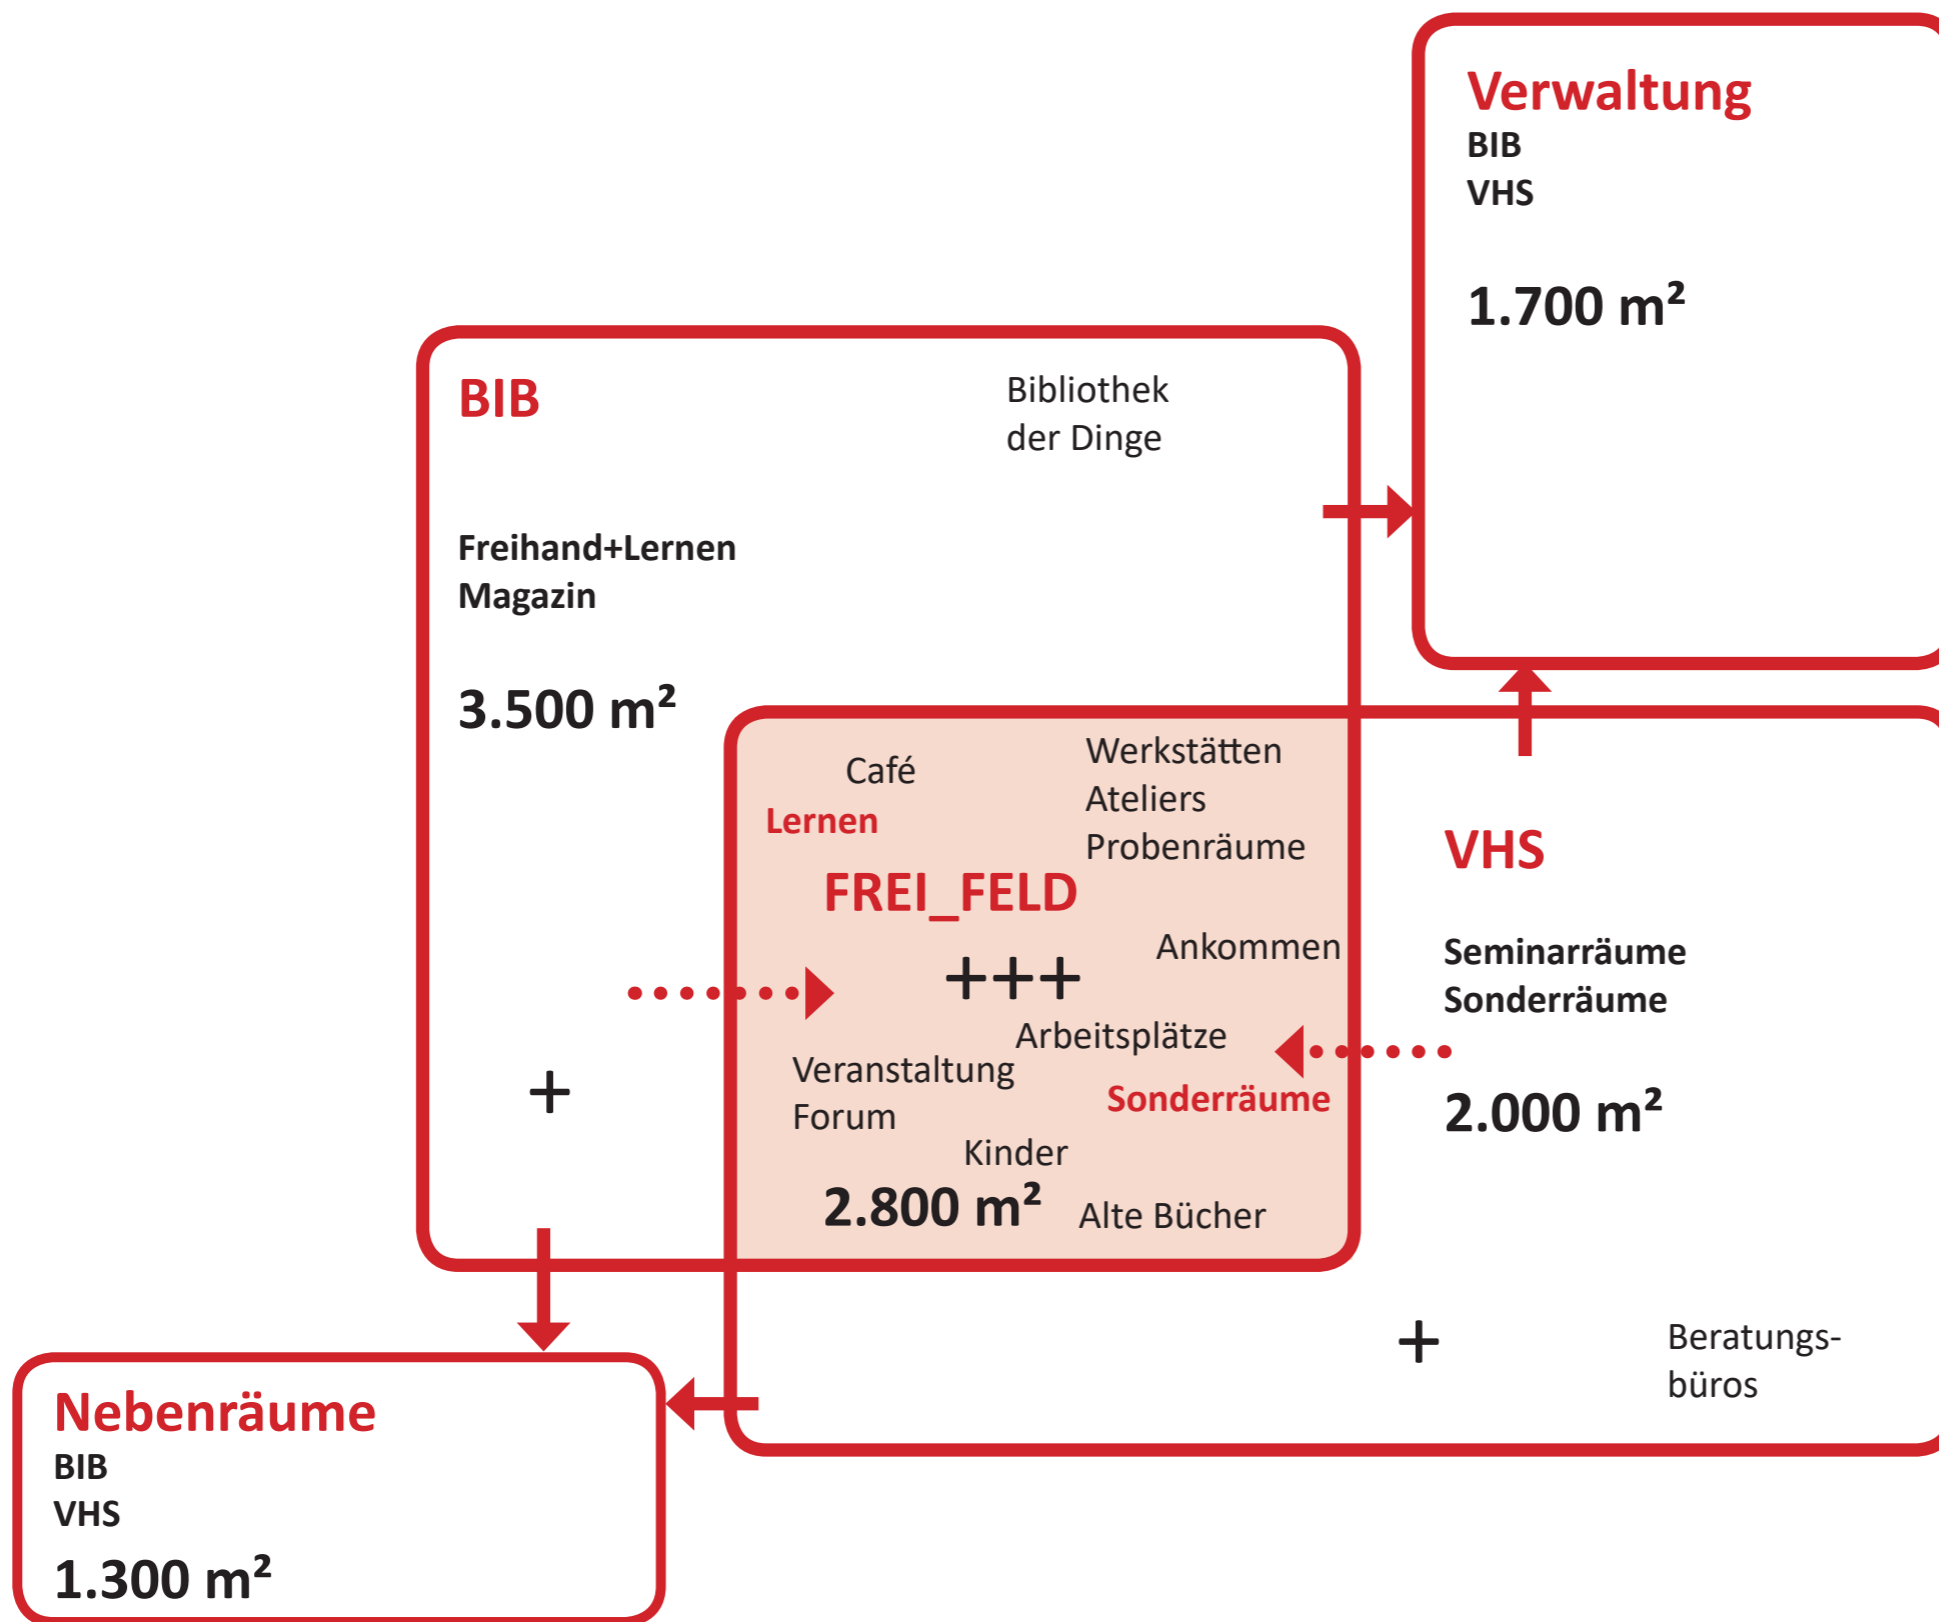 Verwaltung
BIB
VHS
1.700 m²
BIB
Bibliothek
der Dinge
Freihand+Lernen
Magazin
3.500 m²
+
Café
Lernen
Werkstätten
Ateliers
Probenräume
FREI_FELD
+++
Ankommen
Arbeitsplätze
Veranstaltung
Forum
Sonderräume
Kinder
2.800 m²
Alte Bücher
VHS
Seminarräume
Sonderräume
2.000 m²
+
Beratungs-
büros
Nebenräume
BIB
VHS
1.300 m²